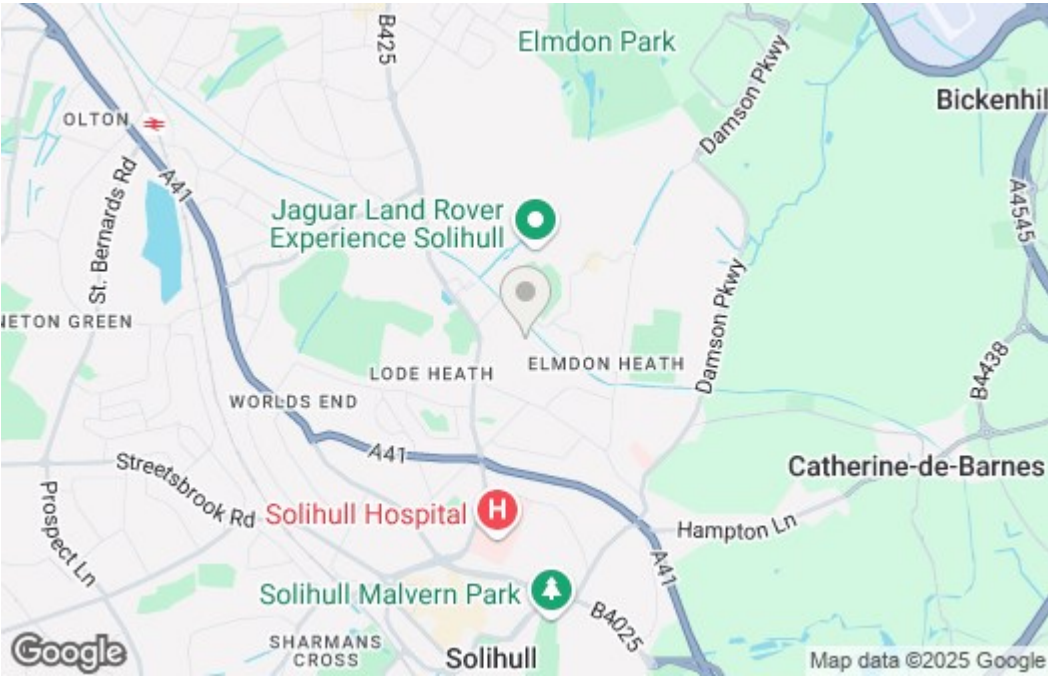 B425
Elmdon Park
Damson Pkwy
Bickenhil
OLTON
A41
St. Bernards Rd
A4545
Jaguar Land Rover
Experience Solihull
Damson Pkwy
NETON GREEN
ELMDON HEATH
LODE HEATH
B4438
WORLDS END
A41
Streetsbrook Rd
Catherine-de-Barnes
Prospect Ln
Solihull Hospital
H
Hampton Ln
A41
Solihull Malvern Park
B4025
SHARMANS
CROSS
Solihull
Google
Map data ©2025 Google